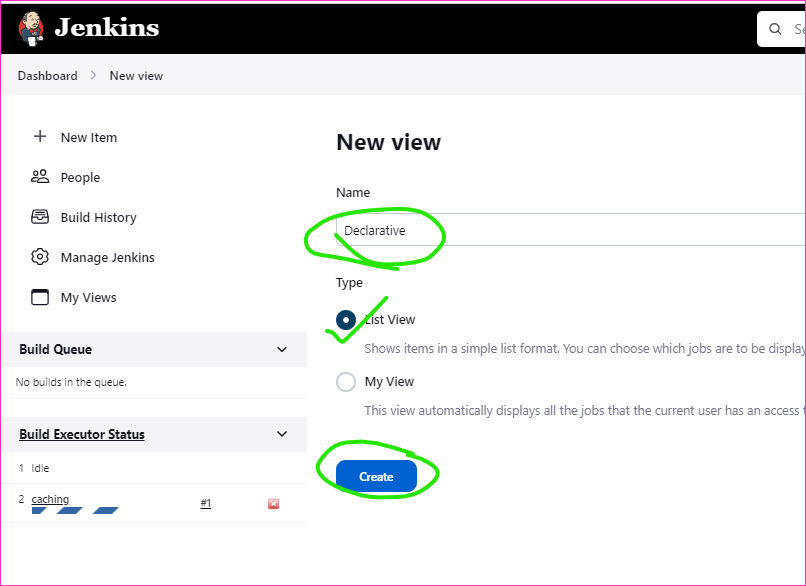 Jenkins
Se
Dashboard > New view
New Item
People
Build History
Manage Jenkins
My Views
Build Queue
No builds in the queue.
Build Executor Status
1 Idle
2 caching #1
New view
Name
Declarative
Type
List View
Shows items in a simple list format. You can choose which jobs are to be display
My View
This view automatically displays all the jobs that the current user has an access t
Create